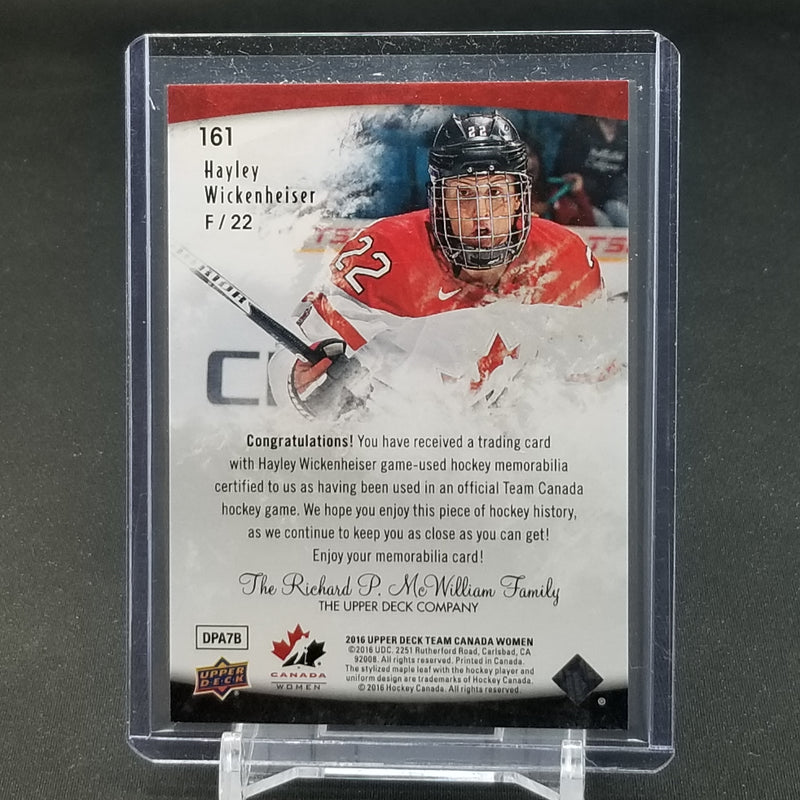 161
Hayley
Wickenheiser
F / 22
22
22
TS
TS
C
Congratulations! You have received a trading card
with Hayley Wickenheiser game-used hockey memorabilia
certified to us as having been used in an official Team Canada
hockey game. We hope you enjoy this piece of hockey history,
as we continue to keep you as close as you can get!
Enjoy your memorabilia card!
The Richard P. McWilliam Family
THE UPPER DECK COMPANY
DPA7B
UPPER
DECK
CANADA
WOMEN
2016 UPPER DECK TEAM CANADA WOMEN
©2016 UDC. 2251 Rutherford Road, Carlsbad, CA
92008. All rights reserved. Printed in Canada.
The stylized maple leaf with the hockey player and
uniform design are trademarks of Hockey Canada.
© 2016 Hockey Canada. All rights reserved.
®